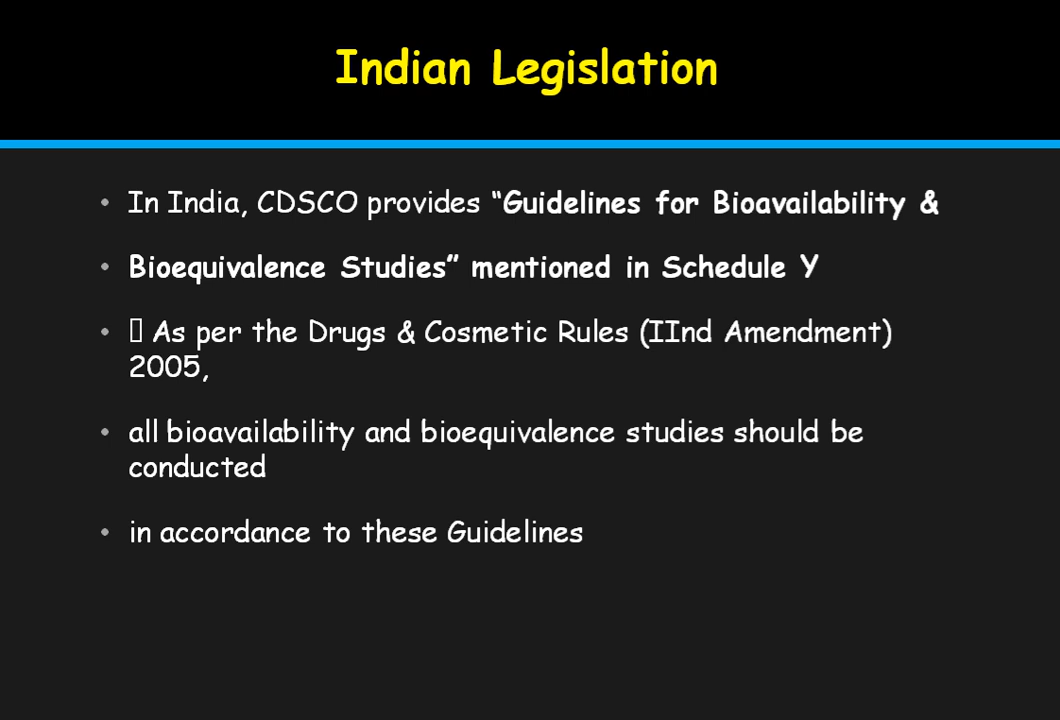 Indian Legislation
• In India, CDSCO provides “Guidelines for Bioavailability &
• Bioequivalence Studies” mentioned in Schedule Y
• ▯ As per the Drugs & Cosmetic Rules (IInd Amendment)
2005,
• all bioavailability and bioequivalence studies should be
conducted
• in accordance to these Guidelines